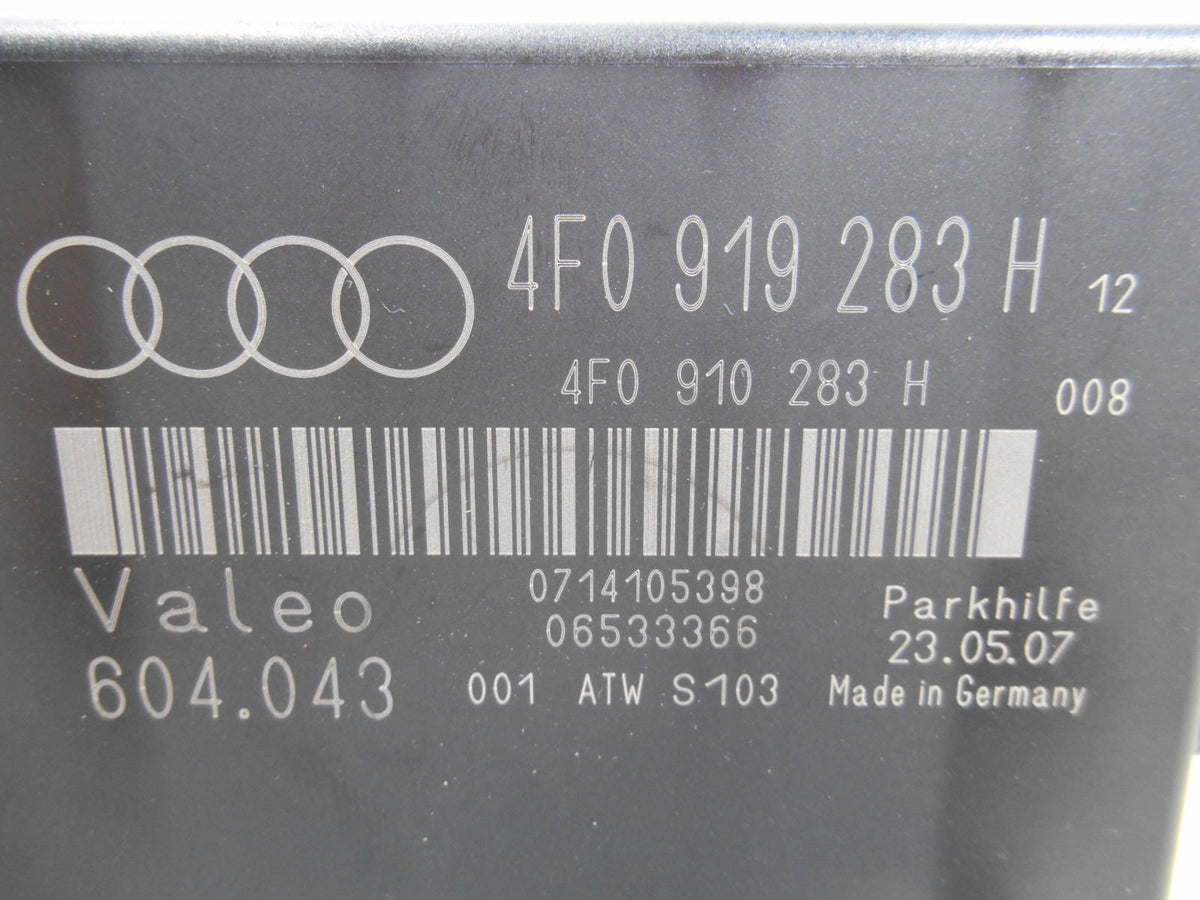 4F0 919 283 H 12
4F0 910 283 H 008
Valeo 0714105398 Parkhilfe
06533366 23.05.07
604.043 001 ATW S103 Made in Germany